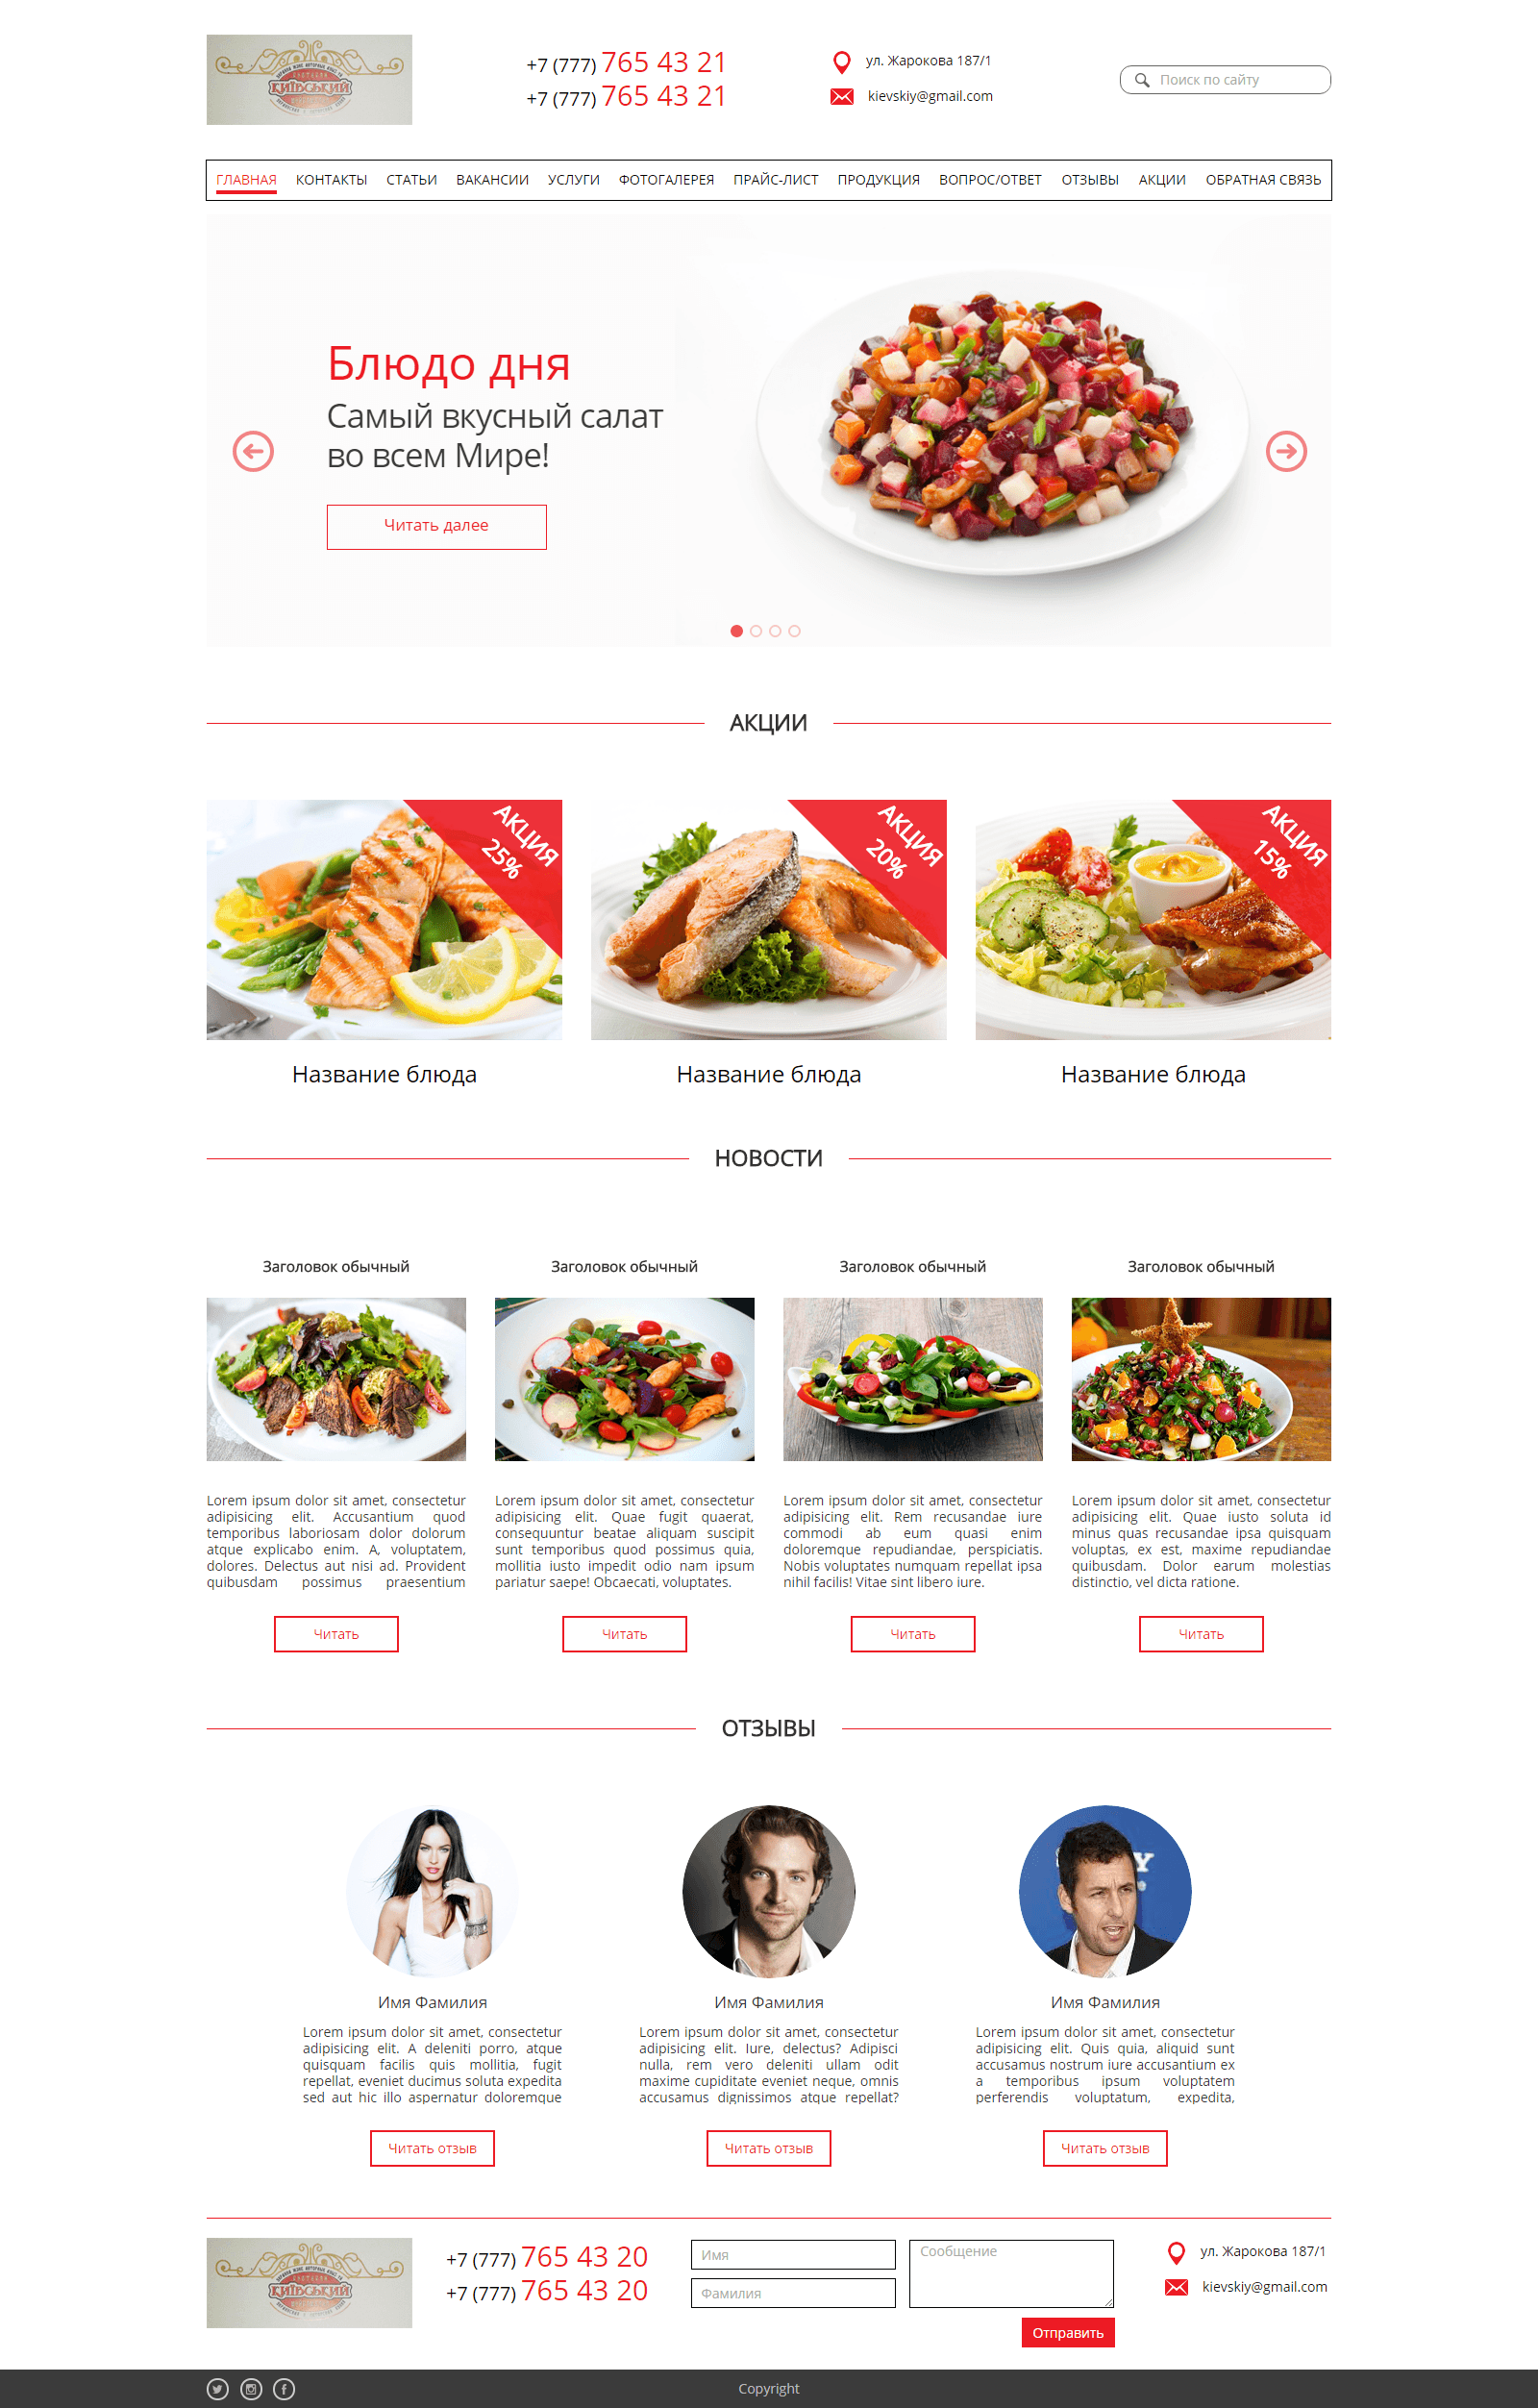 КИЇВСЬКИЙ
+7 (777) 765 43 21
+7 (777) 765 43 21
ул. Жарокова 187/1
kievskiy@gmail.com
Поиск по сайту
ГЛАВНАЯ КОНТАКТЫ СТАТЬИ ВАКАНСИИ УСЛУГИ ФОТОГАЛЕРЕЯ ПРАЙС-ЛИСТ ПРОДУКЦИЯ ВОПРОС/ОТВЕТ ОТЗЫВЫ АКЦИИ ОБРАТНАЯ СВЯЗЬ
Блюдо дня
Самый вкусный салат
во всем Мире!
Читать далее
АКЦИИ
АКЦИЯ
25%
АКЦИЯ
20%
АКЦИЯ
15%
Название блюда
Название блюда
Название блюда
НОВОСТИ
Заголовок обычный
Заголовок обычный
Заголовок обычный
Заголовок обычный
Lorem ipsum dolor sit amet, consectetur
adipisicing elit. Accusantium quod
temporibus laboriosam dolor dolorum
atque explicabo enim. A, voluptatem,
dolores. Delectus aut nisi ad. Provident
quibusdam possimus praesentium
Читать
Lorem ipsum dolor sit amet, consectetur
adipisicing elit. Quae fugit quaerat,
consequuntur beatae aliquam suscipit
sunt temporibus quod possimus quia,
mollitia iusto impedit odio nam ipsum
pariatur saepe! Obcaecati, voluptates.
Читать
Lorem ipsum dolor sit amet, consectetur
adipisicing elit. Rem recusandae iure
commodi ab eum quasi enim
doloremque repudiandae, perspiciatis.
Nobis voluptates numquam repellat ipsa
nihil facilis! Vitae sint libero iure.
Читать
Lorem ipsum dolor sit amet, consectetur
adipisicing elit. Quae iusto soluta id
minus quas recusandae ipsa quisquam
voluptas, ex est, maxime repudiandae
quibusdam. Dolor earum molestias
distinctio, vel dicta ratione.
Читать
ОТЗЫВЫ
Имя Фамилия
Lorem ipsum dolor sit amet, consectetur
adipisicing elit. A deleniti porro, atque
quisquam facilis quis mollitia, fugit
repellat, eveniet ducimus soluta expedita
sed aut hic illo aspernatur doloremque
Читать отзыв
Имя Фамилия
Lorem ipsum dolor sit amet, consectetur
adipisicing elit. Iure, delectus? Adipisci
nulla, rem vero deleniti ullam odit
maxime cupiditate eveniet neque, omnis
accusamus dignissimos atque repellat?
Читать отзыв
Имя Фамилия
Lorem ipsum dolor sit amet, consectetur
adipisicing elit. Quis quia, aliquid sunt
accusamus nostrum iure accusantium ex
a temporibus ipsum voluptatem
perferendis voluptatum, expedita,
Читать отзыв
КИЇВСЬКИЙ
+7 (777) 765 43 20
+7 (777) 765 43 20
Имя
Фамилия
Сообщение
Отправить
ул. Жарокова 187/1
kievskiy@gmail.com
Copyright